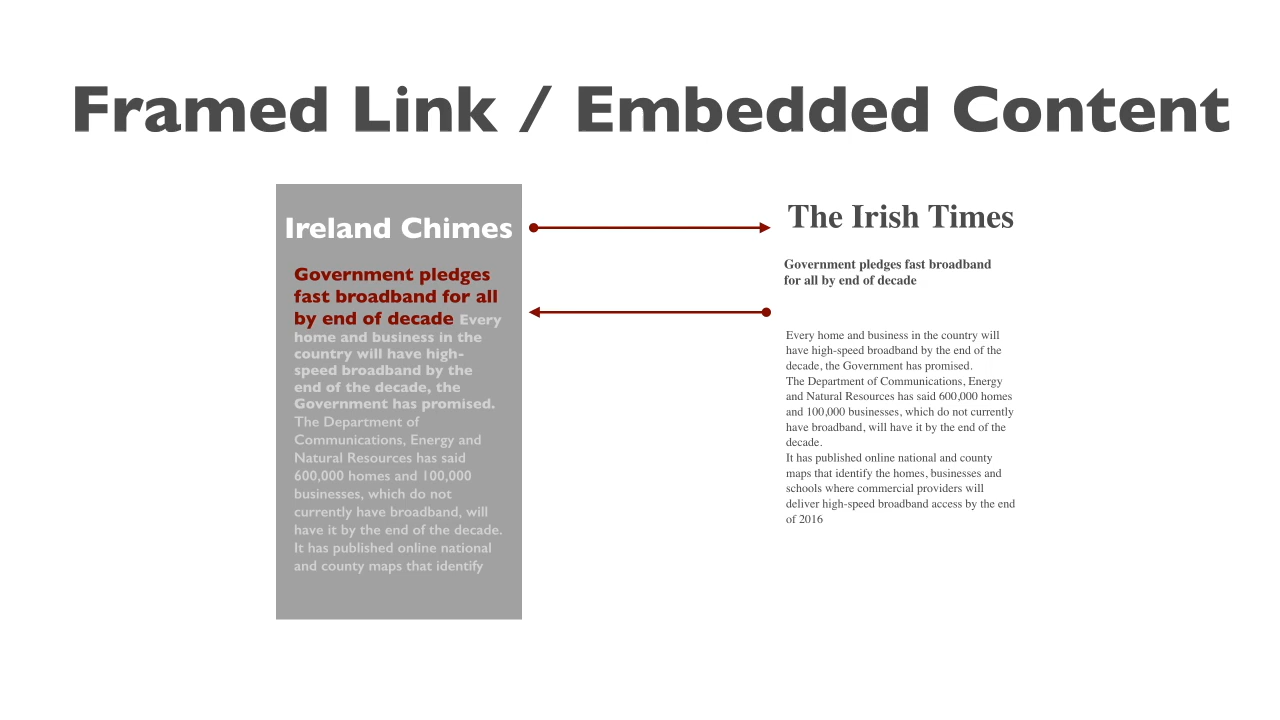 Framed Link / Embedded Content
Ireland Chimes
Government pledges
fast broadband for all
by end of decade Every
home and business in the
country will have high-
speed broadband by the
end of the decade, the
Government has promised.
The Department of
Communications, Energy and
Natural Resources has said
600,000 homes and 100,000
businesses, which do not
currently have broadband, will
have it by the end of the decade.
It has published online national
and county maps that identify
The Irish Times
Government pledges fast broadband
for all by end of decade
Every home and business in the country will
have high-speed broadband by the end of the
decade, the Government has promised.
The Department of Communications, Energy
and Natural Resources has said 600,000 homes
and 100,000 businesses, which do not currently
have broadband, will have it by the end of the
decade.
It has published online national and county
maps that identify the homes, businesses and
schools where commercial providers will
deliver high-speed broadband access by the end
of 2016